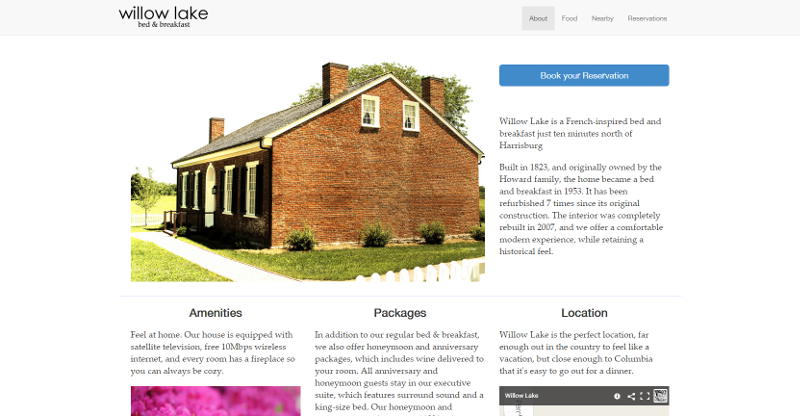 willow lake
bed & breakfast
About
Food
Nearby
Reservations
Book your Reservation
Willow Lake is a French-inspired bed and
breakfast just ten minutes north of
Harrisburg
Built in 1823, and originally owned by the
Howard family, the home became a bed
and breakfast in 1953. It has been
refurbished 7 times since its original
construction. The interior was completely
rebuilt in 2007, and we offer a comfortable
modern experience, while retaining a
historical feel.
Amenities
Feel at home. Our house is equipped with
satellite television, free 10Mbps wireless
internet, and every room has a fireplace so
you can always be cozy.
Packages
In addition to our regular bed & breakfast,
we also offer honeymoon and anniversary
packages, which includes wine delivered to
your room. All anniversary and
honeymoon guests stay in our executive
suite, which features surround sound and a
king-size bed. Our honeymoon and
Location
Willow Lake is the perfect location, far
enough out in the country to feel like a
vacation, but close enough to Columbia
that it's easy to go out for a dinner.
Willow Lake